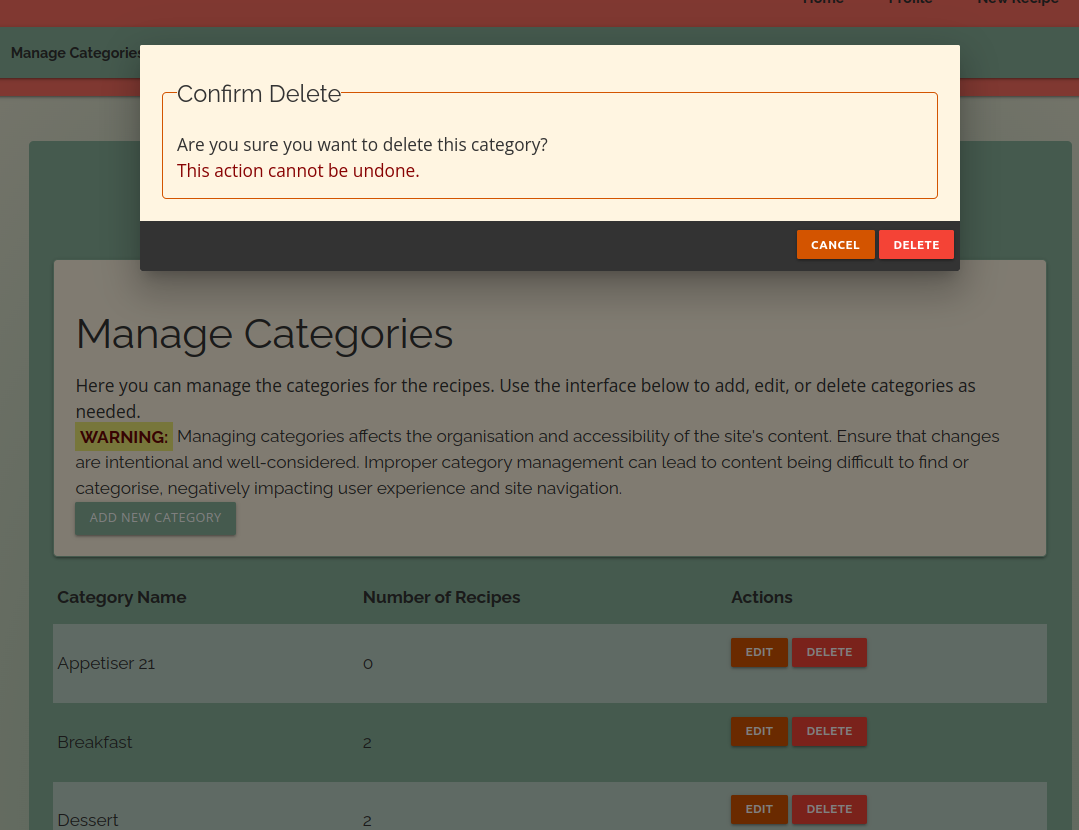 Home Profile New Recipe
Manage Categories
Confirm Delete
Are you sure you want to delete this category?
This action cannot be undone.
CANCEL DELETE
Manage Categories
Here you can manage the categories for the recipes. Use the interface below to add, edit, or delete categories as
needed.
WARNING: Managing categories affects the organisation and accessibility of the site's content. Ensure that changes
are intentional and well-considered. Improper category management can lead to content being difficult to find or
categorise, negatively impacting user experience and site navigation.
ADD NEW CATEGORY
Category Name Number of Recipes Actions
Appetiser 21 0 EDIT DELETE
Breakfast 2 EDIT DELETE
Dessert 2 EDIT DELETE